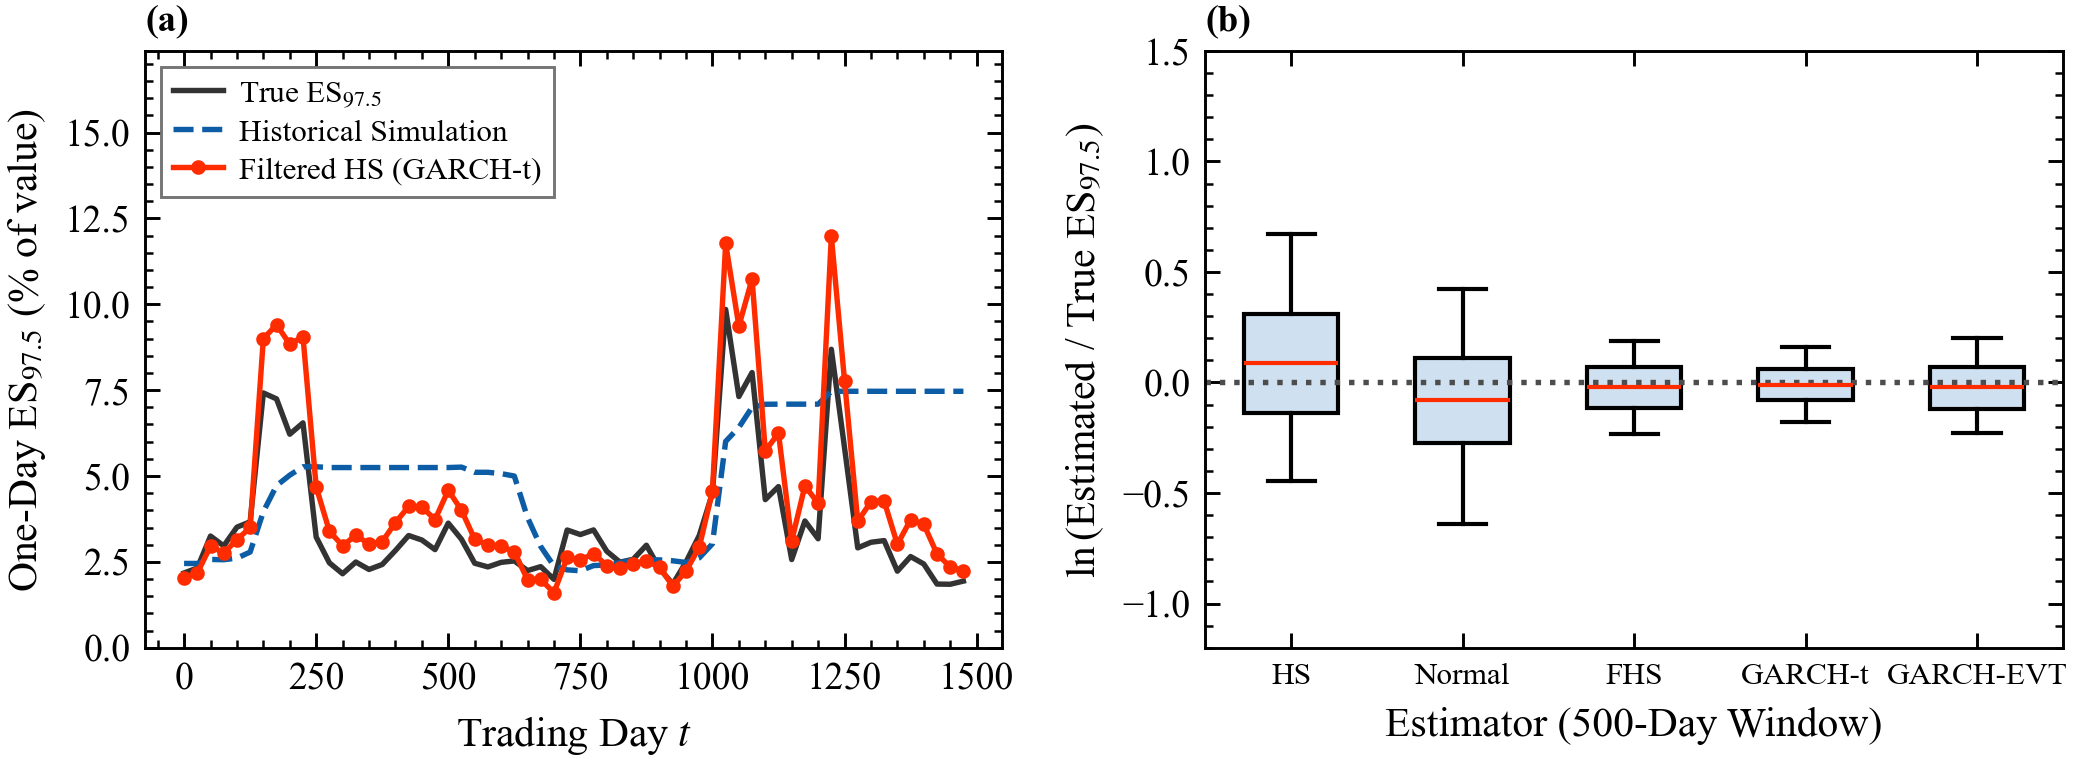 (a)
One-Day ES97.5 (% of value)
15.0
12.5
10.0
7.5
5.0
2.5
0.0
True ES97.5
Historical Simulation
Filtered HS (GARCH-t)
0 250 500 750 1000 1250 1500
Trading Day t
(b)
ln(Estimated / True ES97.5)
1.5
1.0
0.5
0.0
−0.5
−1.0
HS Normal FHS GARCH-t GARCH-EVT
Estimator (500-Day Window)